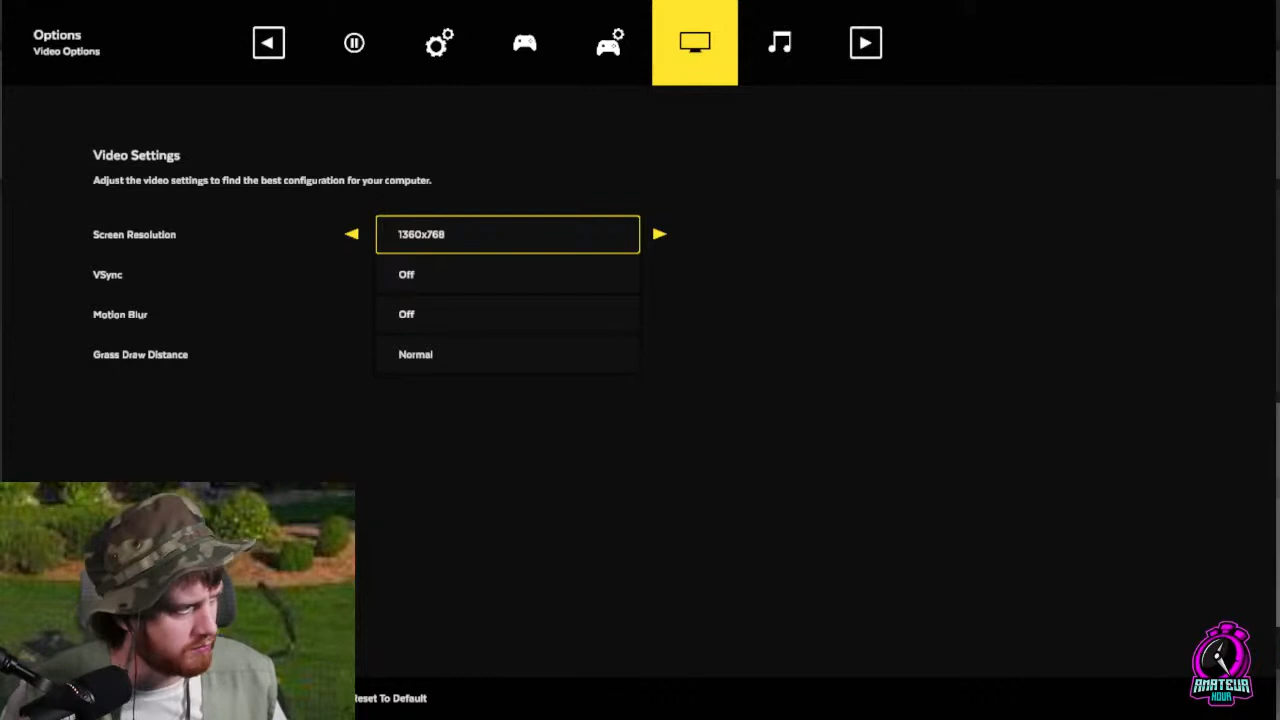 Options
Video Options
Video Settings
Adjust the video settings to find the best configuration for your computer.
Screen Resolution 1360x768
VSync Off
Motion Blur Off
Grass Draw Distance Normal
Reset To Default
AMATEUR
HOUR